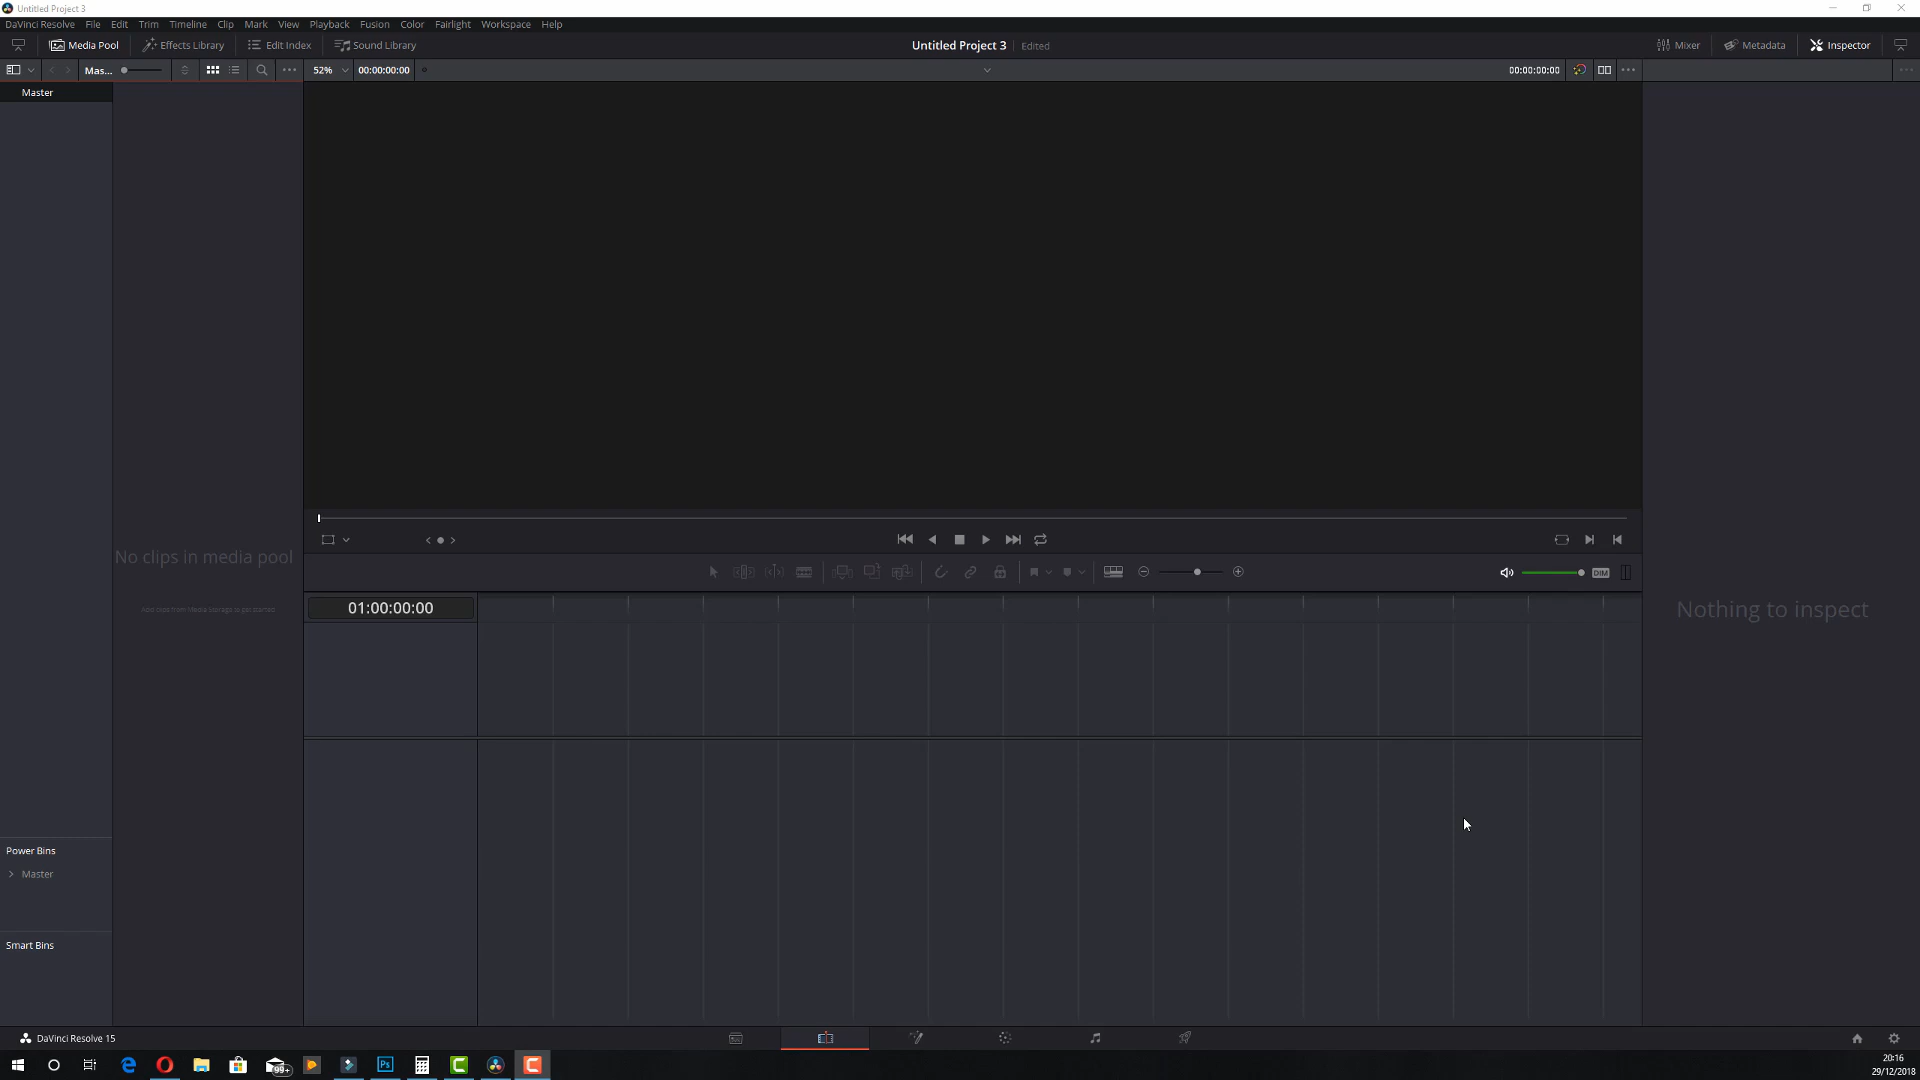 Untitled Project 3
DaVinci Resolve File Edit Trim Timeline Clip Mark View Playback Fusion Color Fairlight Workspace Help
Media Pool Effects Library Edit Index Sound Library Untitled Project 3 Edited Mixer Metadata Inspector
Mas... 52% 00:00:00:00 00:00:00:00
Master
No clips in media pool
DIM
01:00:00:00
Add clips from Media Storage to get started
Nothing to inspect
Power Bins
Master
Smart Bins
DaVinci Resolve 15
Ps
99+
20:16
29/12/2018